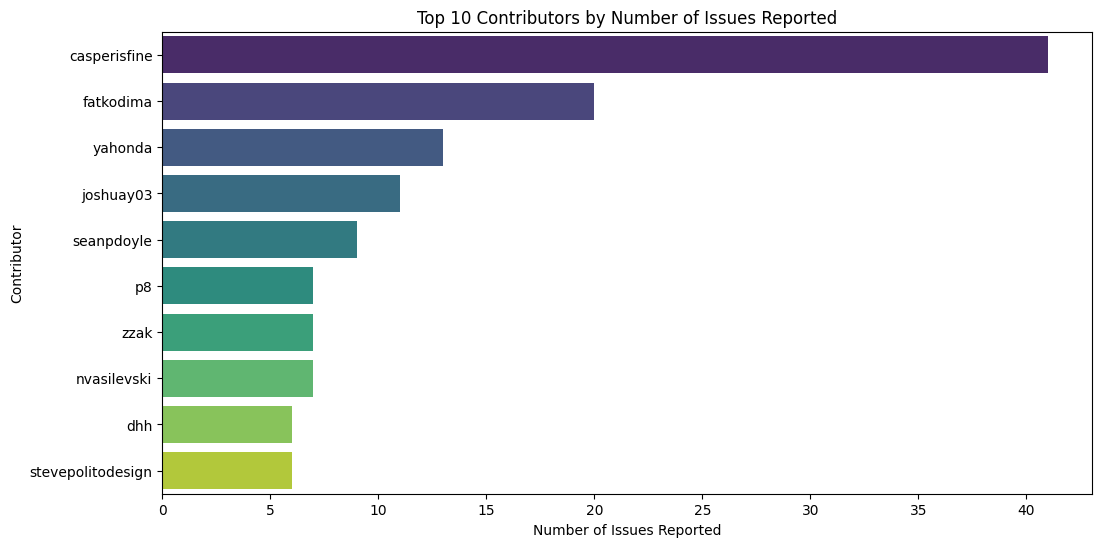 Top 10 Contributors by Number of Issues Reported
Contributor
casperisfine
fatkodima
yahonda
joshuay03
seanpdoyle
p8
zzak
nvasilevski
dhh
stevepolitodesign
0 5 10 15 20 25 30 35 40
Number of Issues Reported